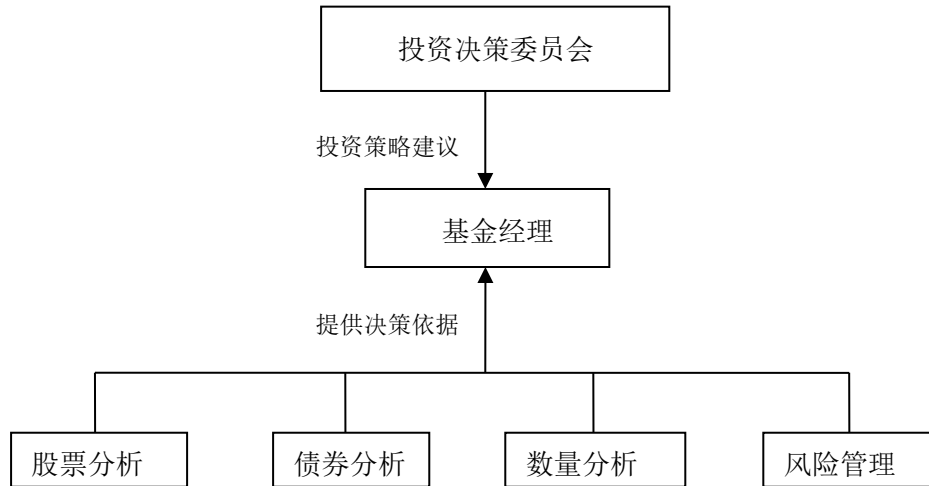 投资决策委员会
投资策略建议
基金经理
提供决策依据
股票分析
债券分析
数量分析
风险管理